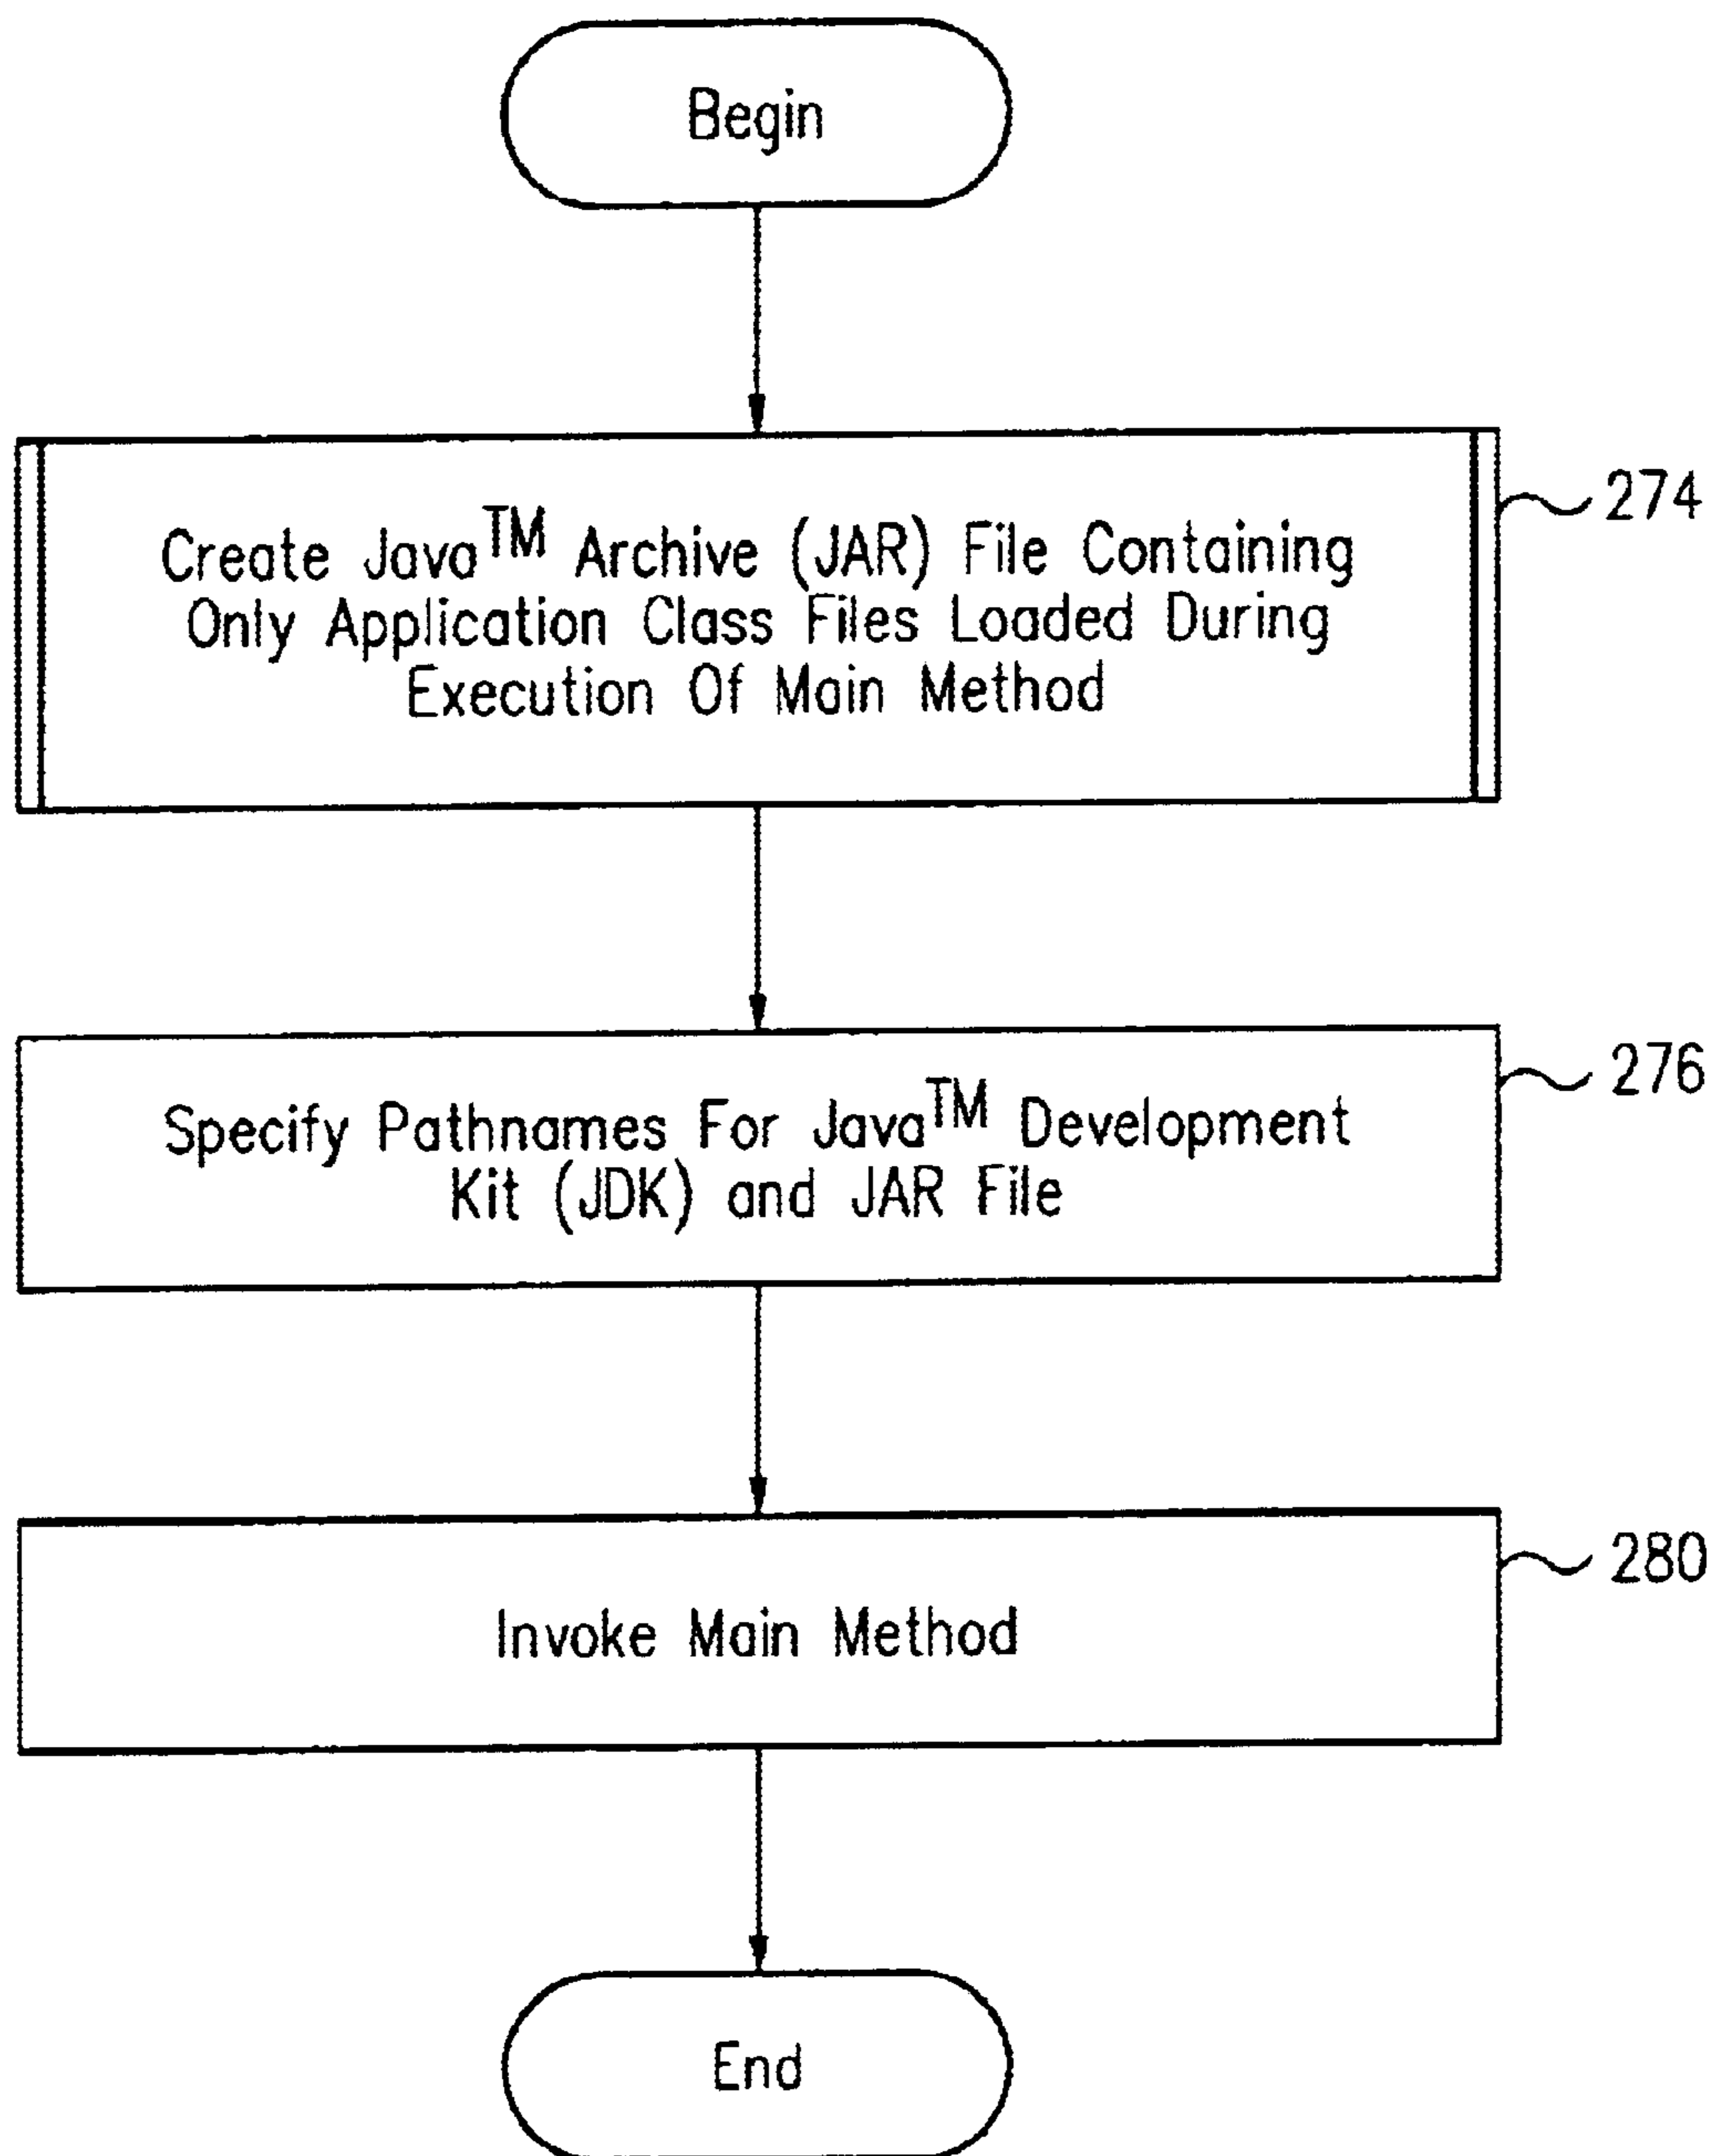 Begin
Create Java™ Archive (JAR) File Containing
Only Application Class Files Loaded During
Execution Of Main Method
274
Specify Pathnames For Java™ Development
Kit (JDK) and JAR File
276
Invoke Main Method
280
End